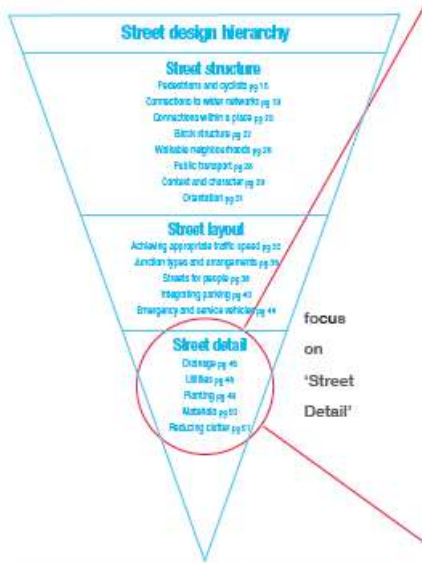 Street design hierarchy
Street structure
Pedestrians and cyclists pg 15
Connections to wider networks pg 19
Connections within a place pg 20
Block structure pg 22
Walkable neighbourhoods pg 26
Public transport pg 28
Context and character pg 29
Orientation pg 31
Street layout
Achieving appropriate traffic speed pg 32
Junction types and arrangements pg 35
Streets for people pg 38
Integrating parking pg 40
Emergency and service vehicles pg 44
Street detail
Drainage pg 45
Utilities pg 48
Planting pg 49
Materials pg 50
Reducing clutter pg 51
focus
on
‘Street
Detail’